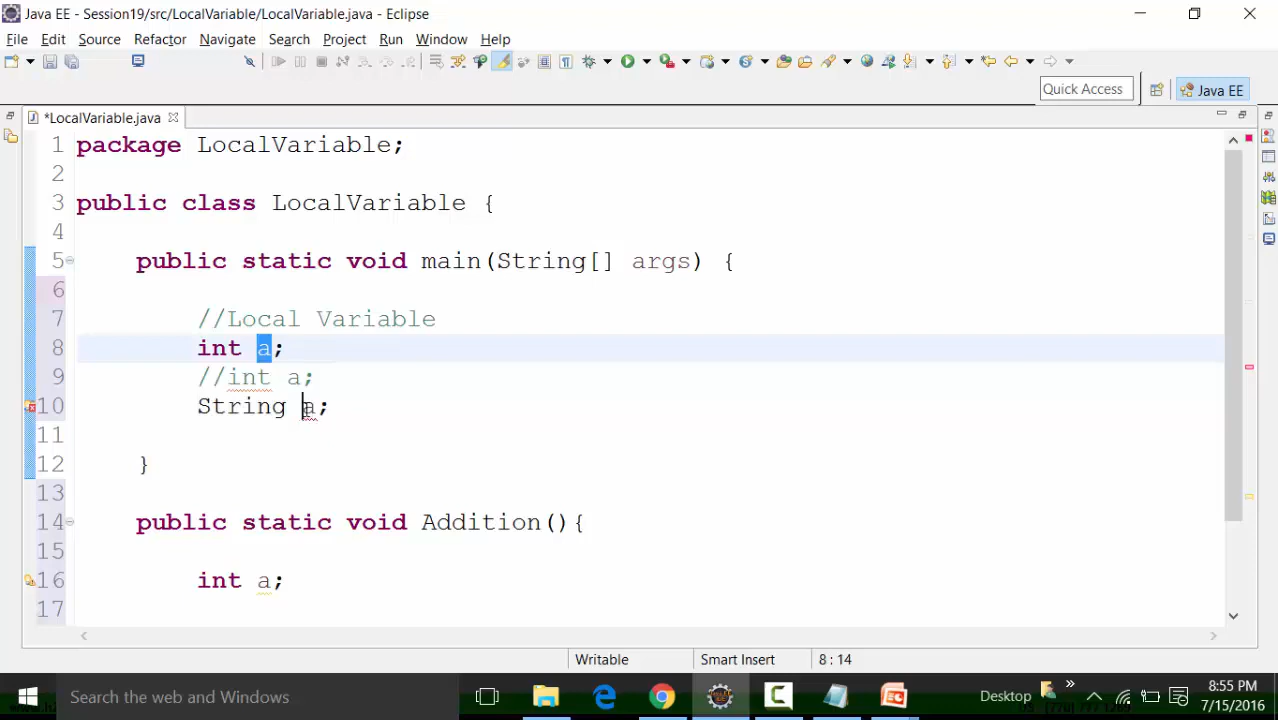 Java EE - Session19/src/LocalVariable/LocalVariable.java - Eclipse
File Edit Source Refactor Navigate Search Project Run Window Help
Quick Access
Java EE
*LocalVariable.java
1 package LocalVariable;
2
3 public class LocalVariable {
4
5 public static void main(String[] args) {
6
7 //Local Variable
8 int a;
9 //int a;
10 String a;
11
12 }
13
14 public static void Addition(){
15
16 int a;
17
Writable Smart Insert 8 : 14
Search the web and Windows
Desktop
8:55 PM
7/15/2016